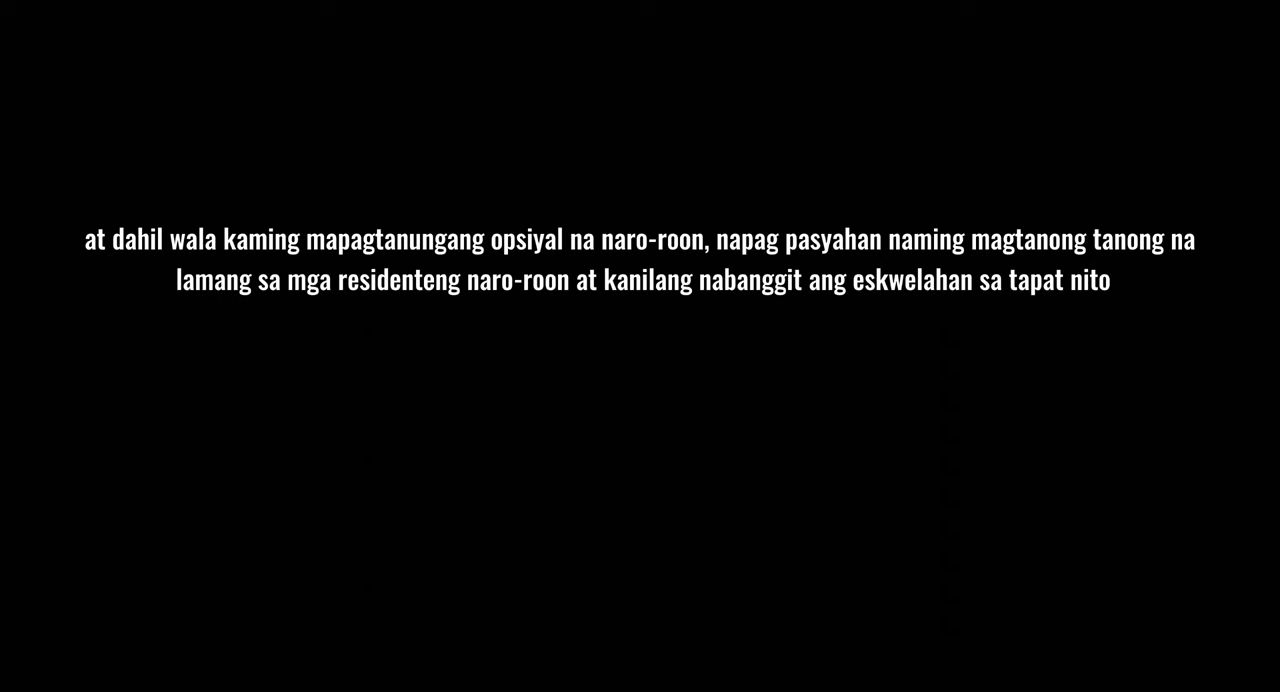 at dahil wala kaming mapagtanungang opsiyal na naro-roon, napag pasyahan naming magtanong tanong na
lamang sa mga residenteng naro-roon at kanilang nabanggit ang eskwelahan sa tapat nito